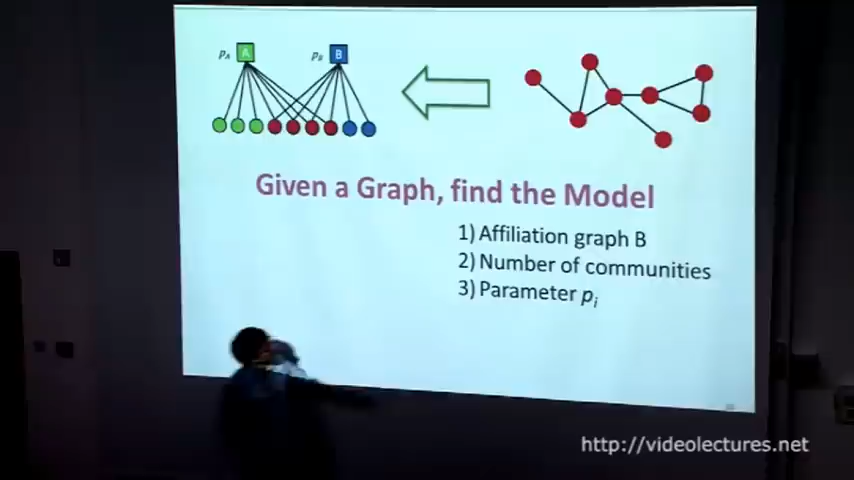 pA A pB B
Given a Graph, find the Model
1) Affiliation graph B
2) Number of communities
3) Parameter pi
http://videolectures.net